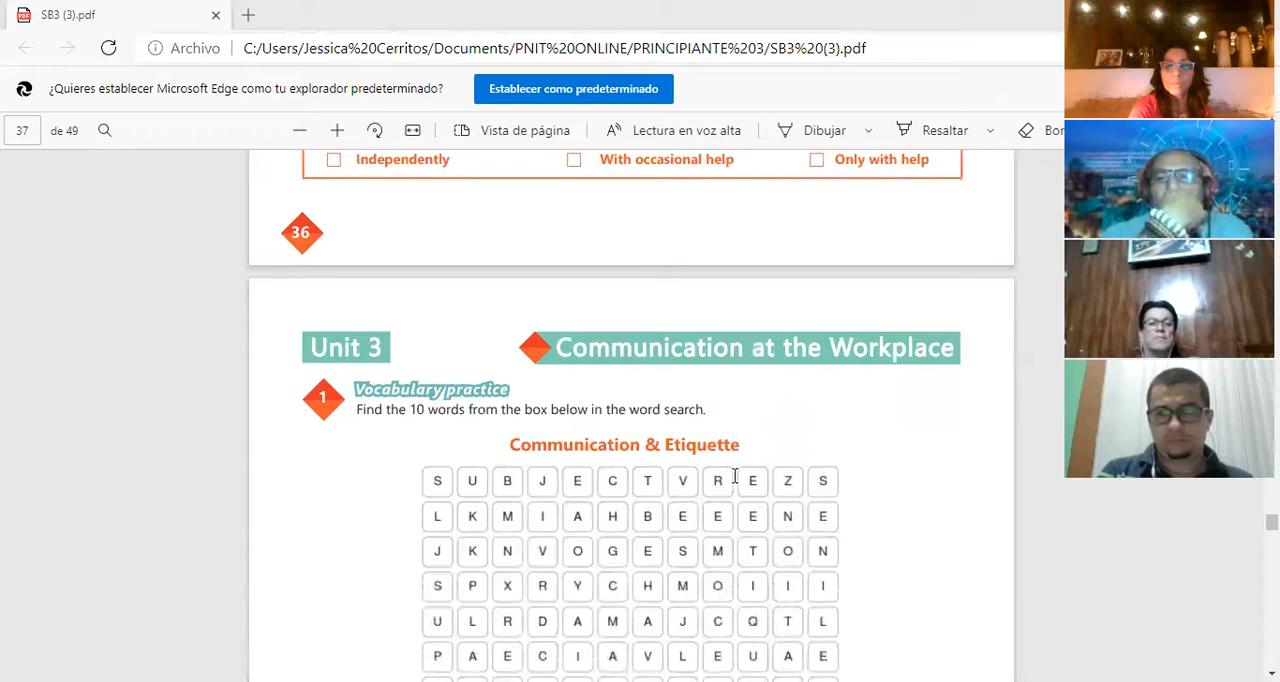 SB3 (3).pdf
Archivo C:/Users/Jessica%20Cerritos/Documents/PNIT%20ONLINE/PRINCIPIANTE%203/SB3%20(3).pdf
¿Quieres establecer Microsoft Edge como tu explorador predeterminado? Establecer como predeterminado
37 de 49 Vista de página Lectura en voz alta Dibujar Resaltar
Independently With occasional help Only with help
36
Unit 3 Communication at the Workplace
1 Vocabulary practice
Find the 10 words from the box below in the word search.
Communication & Etiquette
S U B J E C T V R E Z S
L K M I A H B E E E N E
J K N V O G E S M T O N
S P X R Y C H M O I I I
U L R D A M A J C Q T L
P A E C I A V L E U A E